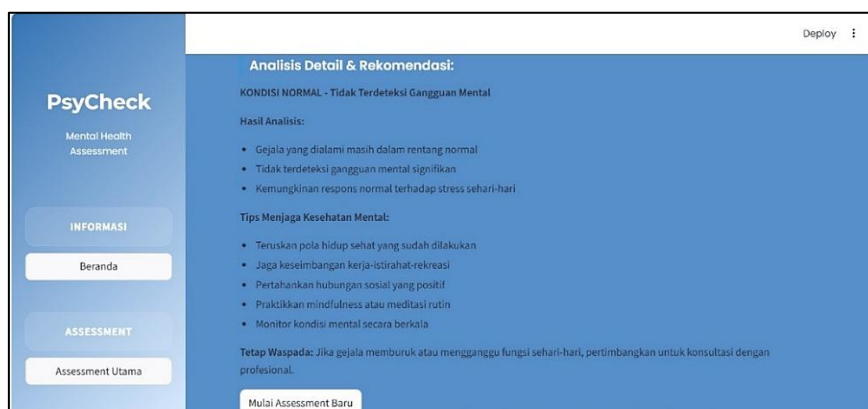 Deploy
PsyCheck
Mental Health
Assessment
INFORMASI
Beranda
ASSESSMENT
Assessment Utama
Analisis Detail & Rekomendasi:
KONDISI NORMAL - Tidak Terdeteksi Gangguan Mental
Hasil Analisis:
• Gejala yang dialami masih dalam rentang normal
• Tidak terdeteksi gangguan mental signifikan
• Kemungkinan respons normal terhadap stress sehari-hari
Tips Menjaga Kesehatan Mental:
• Teruskan pola hidup sehat yang sudah dilakukan
• Jaga keseimbangan kerja-istirahat-rekreasi
• Pertahankan hubungan sosial yang positif
• Praktikkan mindfulness atau meditasi rutin
• Monitor kondisi mental secara berkala
Tetap Waspada: Jika gejala memburuk atau mengganggu fungsi sehari-hari, pertimbangkan untuk konsultasi dengan
profesional.
Mulai Assessment Baru